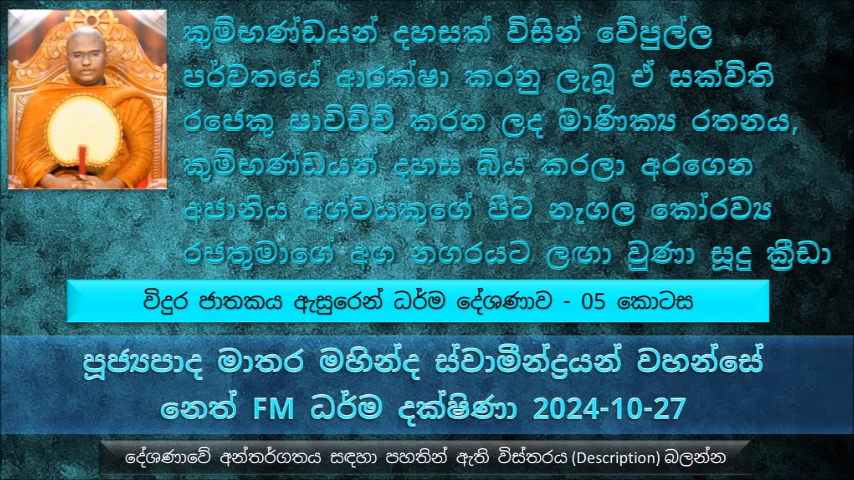 කුම්භණ්ඩයන් දහසක් විසින් වේපුල්ල
පර්වතයේ ආරක්ෂා කරනු ලැබූ ඒ සක්විති
රජෙකු පාවිච්චි කරන ලද මාණික්‍ය රතනය,
කුම්භණ්ඩයන් දහස බිය කරලා අරගෙන
අජානිය අශ්වයකුගේ පිට නැගල කෝරව්‍ය
රජතුමාගේ අග නගරයට ලඟා වුණා සූදු ක්‍රීඩා
විදුර ජාතකය ඇසුරෙන් ධර්ම දේශණාව - 05 කොටස
පූජ්‍යපාද මාතර මහින්ද ස්වාමීන්ද්‍රයන් වහන්සේ
නෙත් FM ධර්ම දක්ෂිණා 2024-10-27
දේශණාවේ අන්තර්ගතය සඳහා පහතින් ඇති විස්තරය (Description) බලන්න